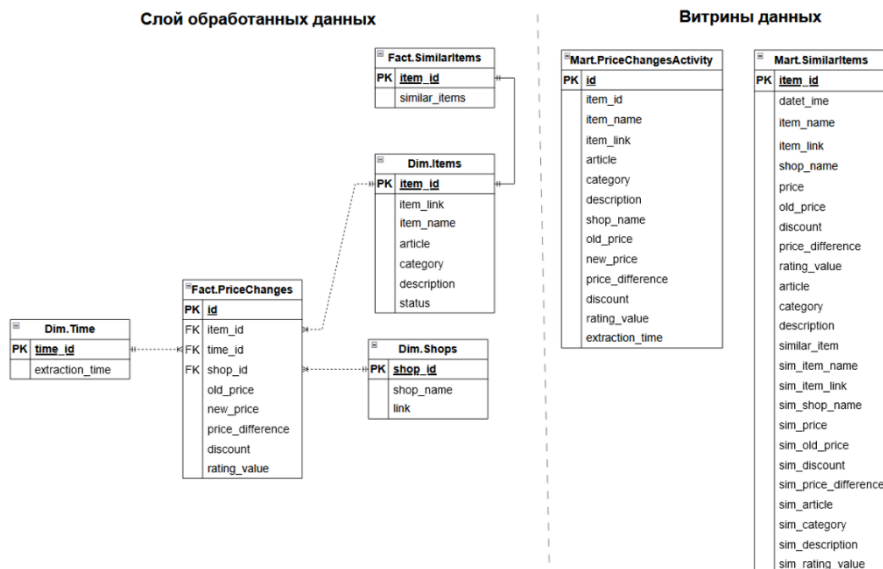 Слой обработанных данных
Витрины данных
Fact.SimilarItems
PK item_id
similar_items
Dim.Items
PK item_id
item_link
item_name
article
category
description
status
Fact.PriceChanges
PK id
FK item_id
FK time_id
FK shop_id
old_price
new_price
price_difference
discount
rating_value
Dim.Time
PK time_id
extraction_time
Dim.Shops
PK shop_id
shop_name
link
Mart.PriceChangesActivity
PK id
item_id
item_name
item_link
article
category
description
shop_name
old_price
new_price
price_difference
discount
rating_value
extraction_time
Mart.SimilarItems
PK item_id
datet_ime
item_name
item_link
shop_name
price
old_price
discount
price_difference
rating_value
article
category
description
similar_item
sim_item_name
sim_item_link
sim_shop_name
sim_price
sim_old_price
sim_discount
sim_price_difference
sim_article
sim_category
sim_description
sim_rating_value